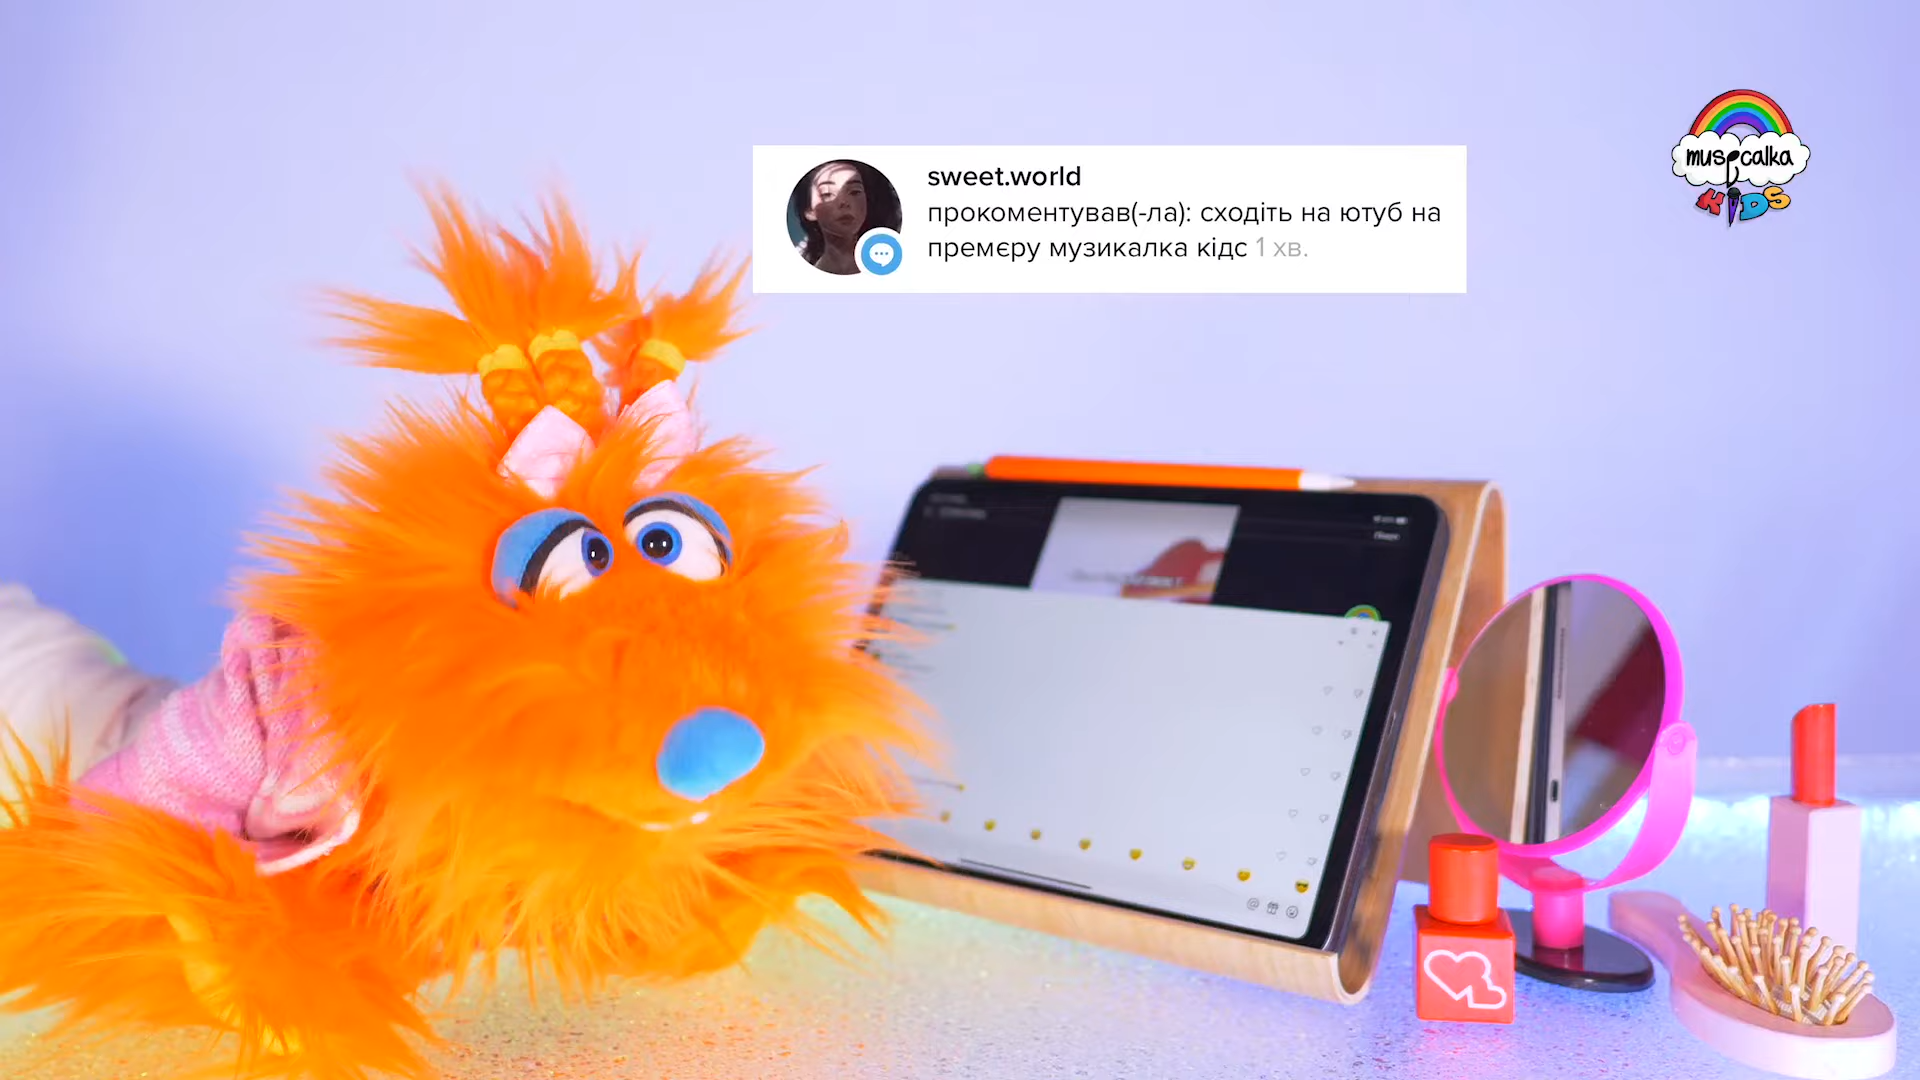 sweet.world
прокоментував(-ла): сходіть на ютуб на
премєру музикалка кідс 1 хв.
musicalka
KiDS